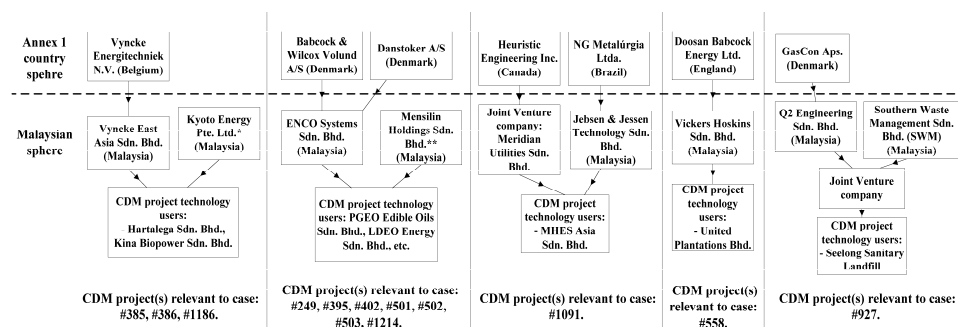 Annex 1
country
spehre
Vyncke
Energitechniek
N.V. (Belgium)
Babcock &
Wilcox Volund
A/S (Denmark)
Danstoker A/S
(Denmark)
Heuristic
Engineering Inc.
(Canada)
NG Metalúrgia
Ltda.
(Brazil)
Doosan Babcock
Energy Ltd.
(England)
GasCon Aps.
(Denmark)
Malaysian
sphere
Vyneke East
Asia Sdn. Bhd.
(Malaysia)
Kyoto Energy
Pte. Ltd.*
(Malaysia)
ENCO Systems
Sdn. Bhd.
(Malaysia)
Mensilin
Holdings Sdn.
Bhd.**
(Malaysia)
Joint Venture
company:
Meridian
Utilities Sdn.
Bhd.
Jebsen & Jessen
Technology Sdn.
Bhd.
(Malaysia)
Vickers Hoskins
Sdn. Bhd.
(Malaysia)
Q2 Engineering
Sdn. Bhd.
(Malaysia)
Southern Waste
Management Sdn.
Bhd. (SWM)
(Malaysia)
Joint Venture
company
CDM project technology
users:
- Hartalega Sdn. Bhd.,
Kina Biopower Sdn. Bhd.
CDM project technology
users: PGEO Edible Oils
Sdn. Bhd., LDEO Energy
Sdn. Bhd., etc.
CDM project technology
users:
- MHES Asia
Sdn. Bhd.
CDM project
technology
users:
- United
Plantations Bhd.
CDM project
technology users:
- Seelong Sanitary
Landfill
CDM project(s) relevant to case:
#385, #386, #1186.
CDM project(s) relevant to case:
#249, #395, #402, #501, #502,
#503, #1214.
CDM project(s) relevant to case:
#1091.
CDM project(s)
relevant to case:
#558.
CDM project(s) relevant to case:
#927.